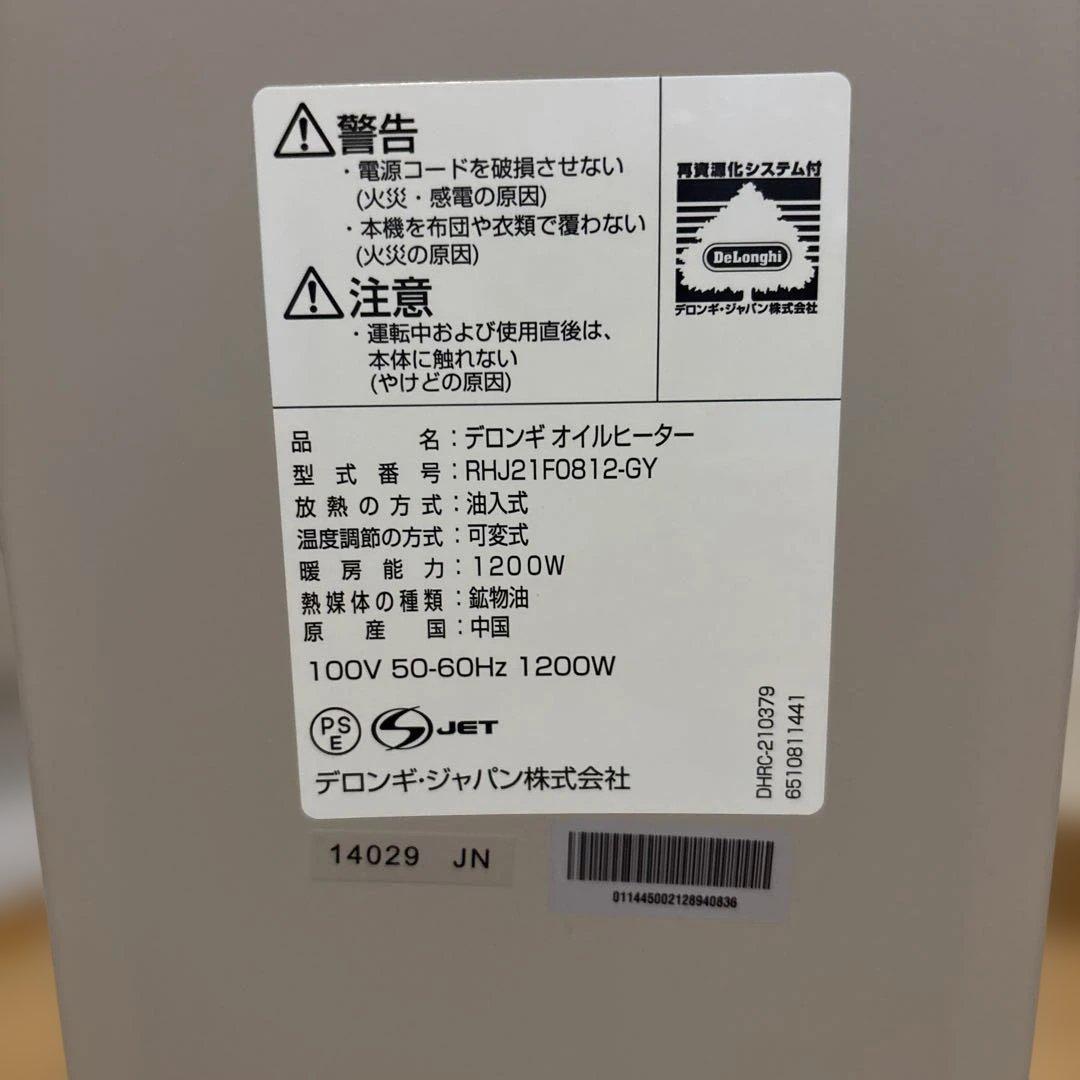 警告
・電源コードを破損させない
(火災・感電の原因)
・本機を布団や衣類で覆わない
(火災の原因)
注意
・運転中および使用直後は、
本体に触れない
(やけどの原因)
再資源化システム付
DeLonghi
デロンギ・ジャパン株式会社
品名：デロンギ オイルヒーター
型式番号：RHJ21F0812-GY
放熱の方式：油入式
温度調節の方式：可変式
暖房能力：1200W
熱媒体の種類：鉱物油
原産国：中国
100V 50-60Hz 1200W
PSE
S JET
デロンギ・ジャパン株式会社
DHRC-210379
6510811441
14029 JN
011445002128940836